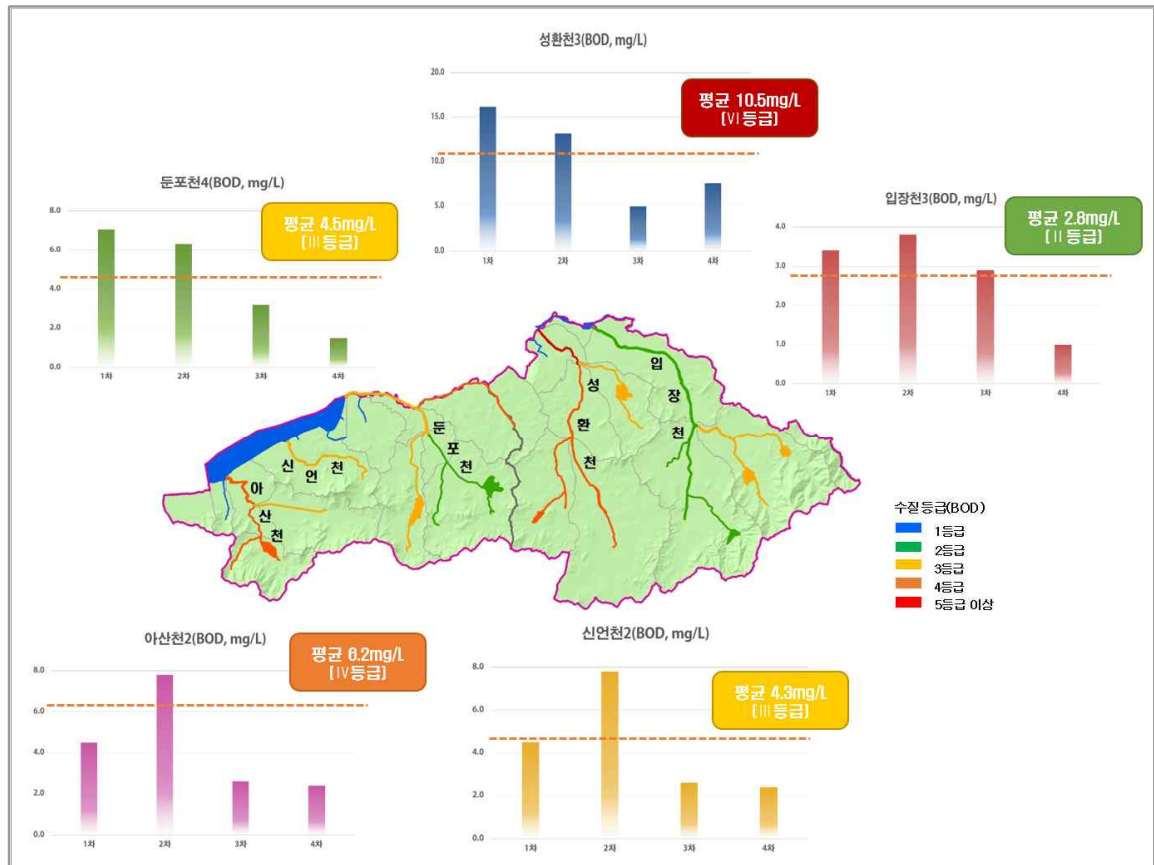 성환천3(BOD, mg/L)
20.0
15.0
10.0
5.0
0.0
1차 2차 3차 4차
평균 10.5mg/L
[VI등급]
둔포천4(BOD, mg/L)
8.0
6.0
4.0
2.0
0.0
1차 2차 3차 4차
평균 4.5mg/L
[III등급]
입장천3(BOD, mg/L)
4.0
3.0
2.0
1.0
0.0
1차 2차 3차 4차
평균 2.8mg/L
[II등급]
입장천
성환천
둔포천
신언천
아산천
수질등급(BOD)
1등급
2등급
3등급
4등급
5등급 이상
아산천2(BOD, mg/L)
8.0
6.0
4.0
2.0
0.0
1차 2차 3차 4차
평균 6.2mg/L
[IV등급]
신언천2(BOD, mg/L)
8.0
6.0
4.0
2.0
0.0
1차 2차 3차 4차
평균 4.3mg/L
[III등급]